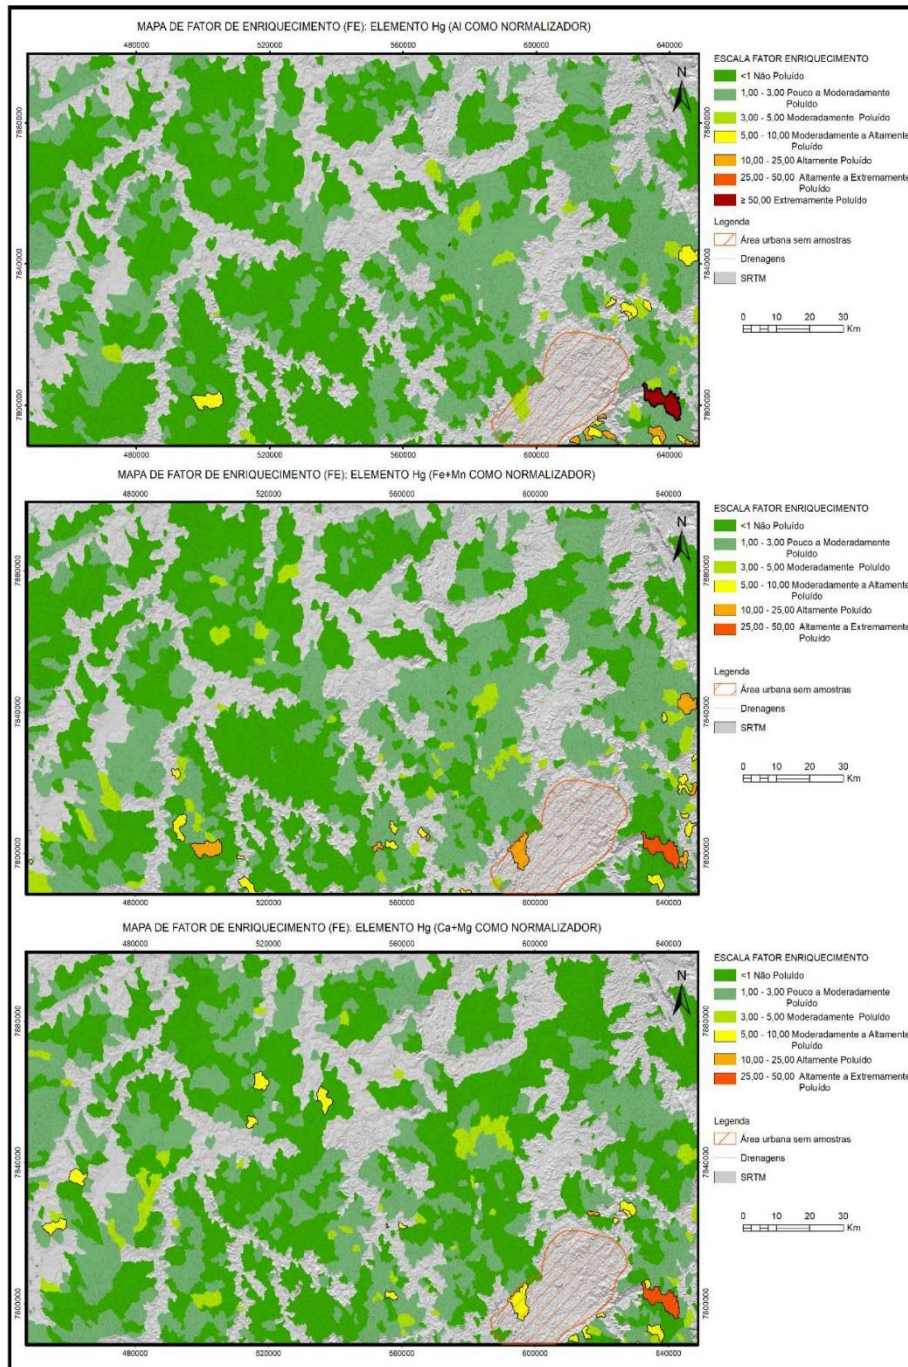 MAPA DE FATOR DE ENRIQUECIMENTO (FE): ELEMENTO Hg (Al COMO NORMALIZADOR)
480000 520000 560000 600000 640000
7880000
7840000
7800000
480000 520000 560000 600000 640000
ESCALA FATOR ENRIQUECIMENTO
<1 Não Poluído
1,00 - 3,00 Pouco a Moderadamente
Poluído
3,00 - 5,00 Moderadamente Poluído
5,00 - 10,00 Moderadamente a Altamente
Poluído
10,00 - 25,00 Altamente Poluído
25,00 - 50,00 Altamente a Extremamente
Poluído
≥ 50,00 Extremamente Poluído
Legenda
Área urbana sem amostras
Drenagens
SRTM
0 10 20 30
Km
N
MAPA DE FATOR DE ENRIQUECIMENTO (FE): ELEMENTO Hg (Fe+Mn COMO NORMALIZADOR)
480000 520000 560000 600000 640000
7880000
7840000
7800000
480000 520000 560000 600000 640000
ESCALA FATOR ENRIQUECIMENTO
<1 Não Poluído
1,00 - 3,00 Pouco a Moderadamente
Poluído
3,00 - 5,00 Moderadamente Poluído
5,00 - 10,00 Moderadamente a Altamente
Poluído
10,00 - 25,00 Altamente Poluído
25,00 - 50,00 Altamente a Extremamente
Poluído
Legenda
Área urbana sem amostras
Drenagens
SRTM
0 10 20 30
Km
N
MAPA DE FATOR DE ENRIQUECIMENTO (FE): ELEMENTO Hg (Ca+Mg COMO NORMALIZADOR)
480000 520000 560000 600000 640000
7880000
7840000
7800000
480000 520000 560000 600000 640000
ESCALA FATOR ENRIQUECIMENTO
<1 Não Poluído
1,00 - 3,00 Pouco a Moderadamente
Poluído
3,00 - 5,00 Moderadamente Poluído
5,00 - 10,00 Moderadamente a Altamente
Poluído
10,00 - 25,00 Altamente Poluído
25,00 - 50,00 Altamente a Extremamente
Poluído
Legenda
Área urbana sem amostras
Drenagens
SRTM
0 10 20 30
Km
N